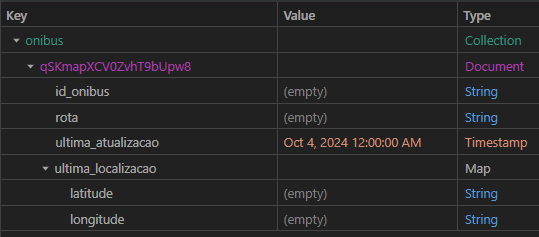 Key Value Type
onibus Collection
qSKmapXCV0ZvhT9bUpw8 Document
id_onibus (empty) String
rota (empty) String
ultima_atualizacao Oct 4, 2024 12:00:00 AM Timestamp
ultima_localizacao Map
latitude (empty) String
longitude (empty) String